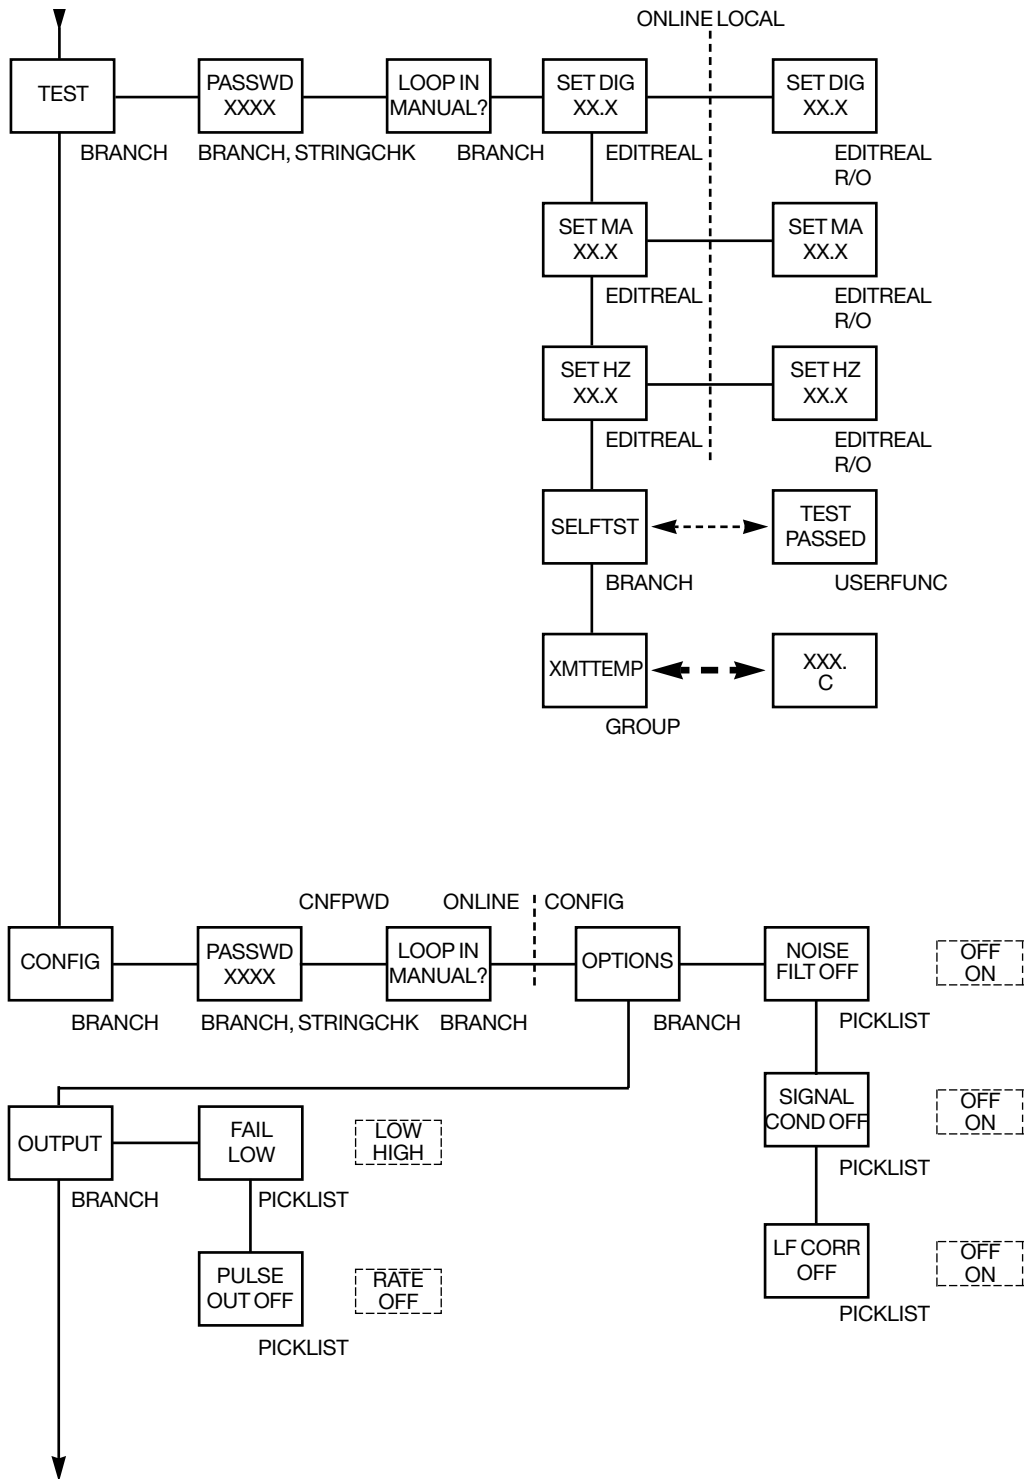 ONLINE LOCAL
TEST
PASSWD
XXXX
LOOP IN
MANUAL?
SET DIG
XX.X
SET DIG
XX.X
BRANCH
BRANCH, STRINGCHK
BRANCH
EDITREAL
EDITREAL
R/O
SET MA
XX.X
SET MA
XX.X
EDITREAL
EDITREAL
R/O
SET HZ
XX.X
SET HZ
XX.X
EDITREAL
EDITREAL
R/O
SELFTST
TEST
PASSED
BRANCH
USERFUNC
XMTTEMP
XXX.
C
GROUP
CNFPWD
ONLINE
CONFIG
CONFIG
PASSWD
XXXX
LOOP IN
MANUAL?
OPTIONS
NOISE
FILT OFF
OFF
ON
BRANCH
BRANCH, STRINGCHK
BRANCH
BRANCH
PICKLIST
SIGNAL
COND OFF
OFF
ON
PICKLIST
OUTPUT
FAIL
LOW
LOW
HIGH
BRANCH
PICKLIST
LF CORR
OFF
OFF
ON
PICKLIST
PULSE
OUT OFF
RATE
OFF
PICKLIST